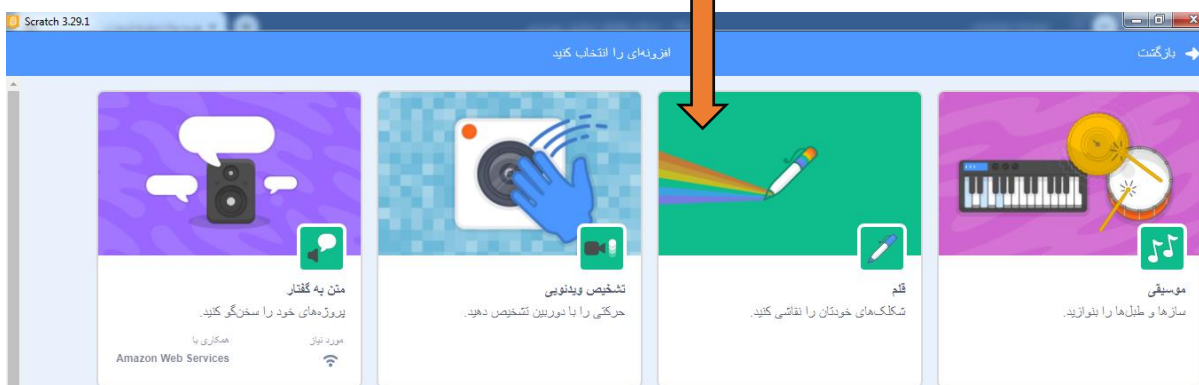 Scratch 3.29.1
بازگشت
افزونه‌ای را انتخاب کنید
موسیقی
سازها و طبل‌ها را بنوازید.
قلم
شکلک‌های خودتان را نقاشی کنید.
تشخیص ویدئویی
حرکتی را با دوربین تشخیص دهید.
متن به گفتار
پروژه‌های خود را سخن‌گو کنید.
مورد نیاز
همکاری با
Amazon Web Services